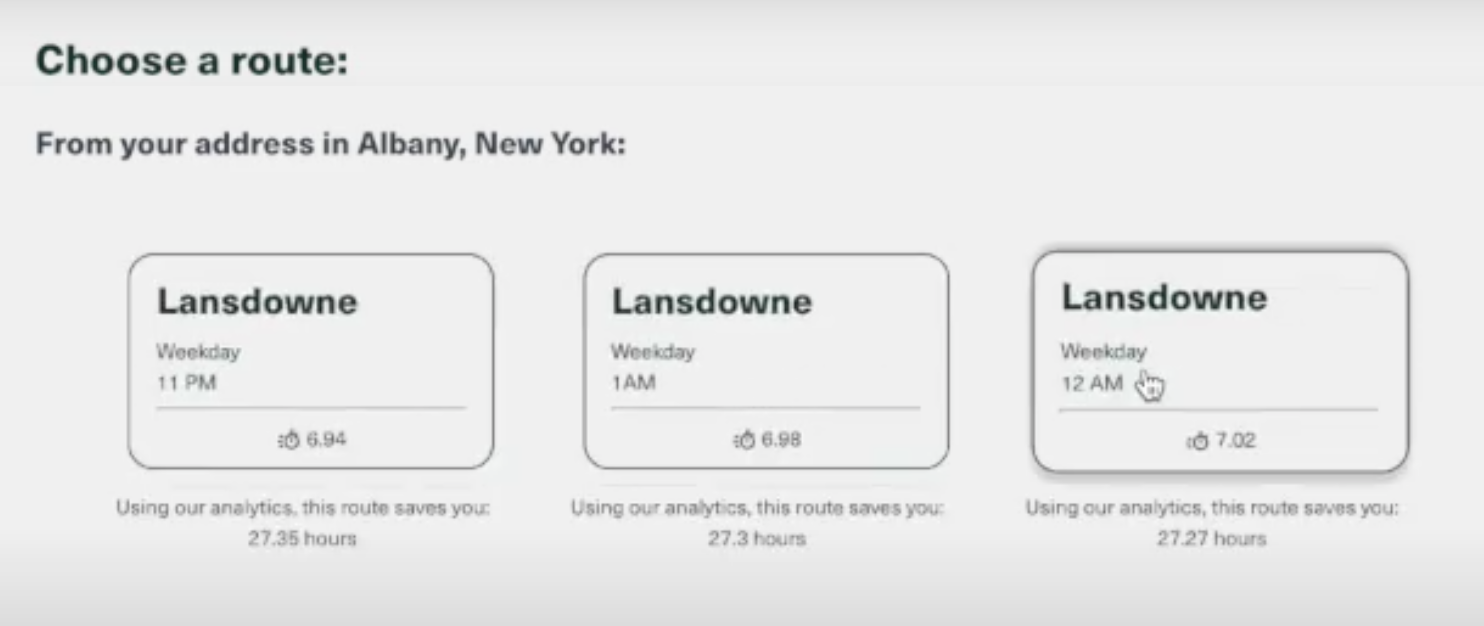 Choose a route:
From your address in Albany, New York:
Lansdowne
Weekday
11 PM
6.94
Using our analytics, this route saves you:
27.35 hours
Lansdowne
Weekday
1 AM
6.98
Using our analytics, this route saves you:
27.3 hours
Lansdowne
Weekday
12 AM
7.02
Using our analytics, this route saves you:
27.27 hours